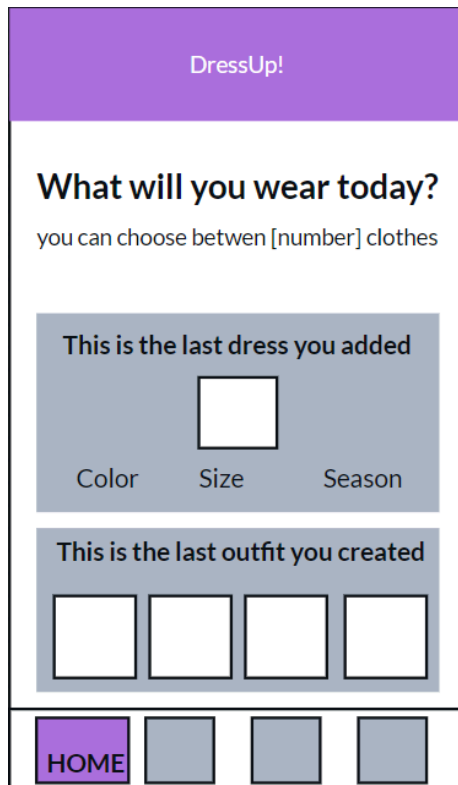 DressUp!
What will you wear today?
you can choose betwen [number] clothes
This is the last dress you added
Color Size Season
This is the last outfit you created
HOME